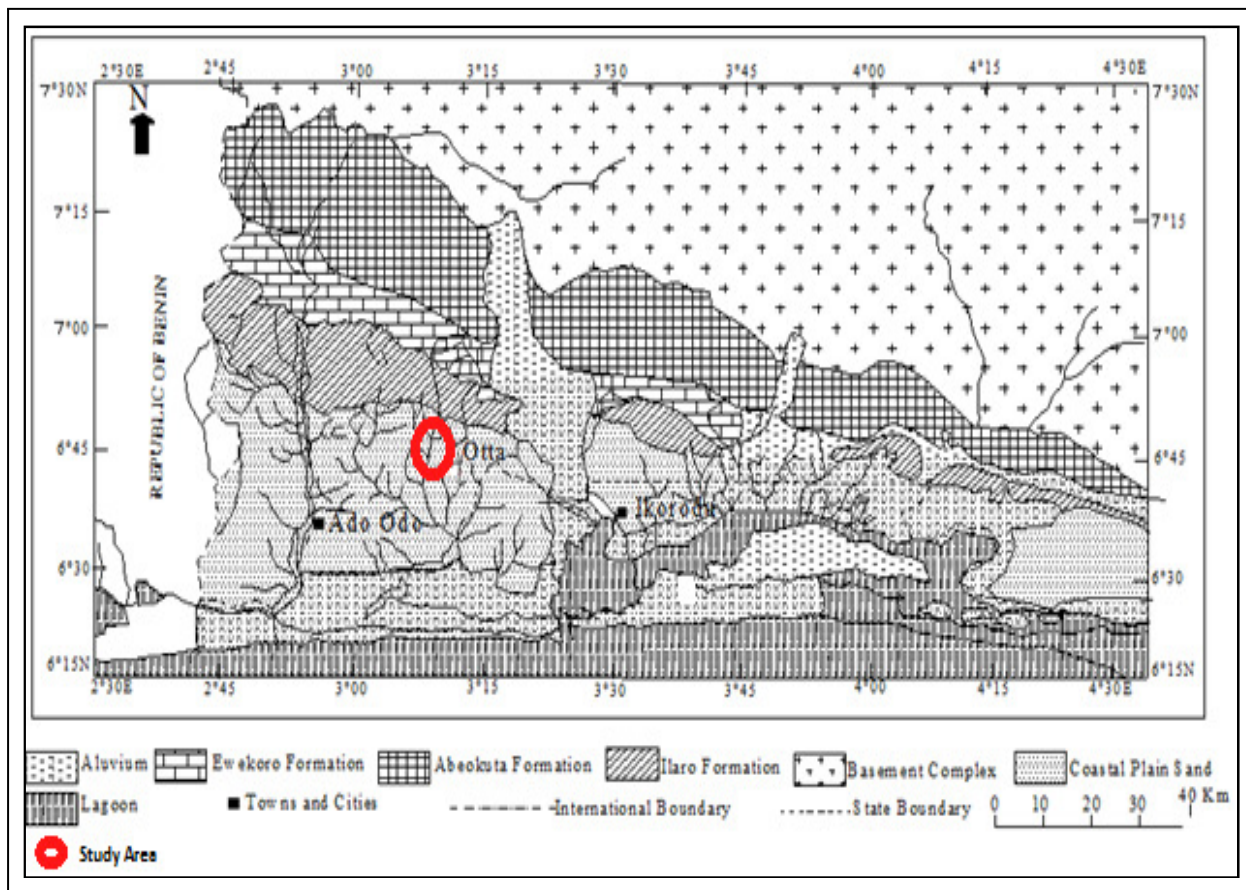 2°30E 2°45 3°00 3°15 3°30 3°45 4°00 4°15 4°30E
7°30N 7°30N
N
7°15 7°15
7°00 7°00
REPUBLIC OF BENIN
6°45 Otta 6°45
Ado Odo Ikorodu
6°30 6°30
6°15N 6°15N
2°30E 2°45 3°00 3°15 3°30 3°45 4°00 4°15 4°30E
Aluvium Ewekoro Formation Abeokuta Formation Ilaro Formation Basement Complex Coastal Plain Sand
Lagoon Towns and Cities International Boundary State Boundary 0 10 20 30 40 Km
Study Area